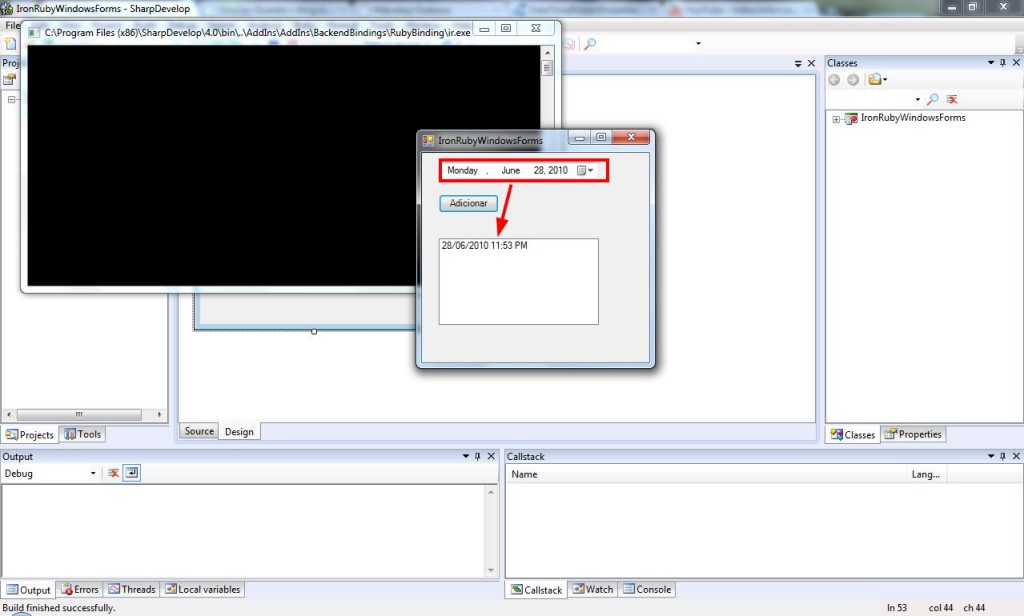 IronRubyWindowsForms - SharpDevelop
File
C:\Program Files (x86)\SharpDevelop\4.0\bin\..\AddIns\AddIns\BackendBindings\RubyBinding\ir.exe
Proj
Classes
IronRubyWindowsForms
IronRubyWindowsForms
Monday , June 28, 2010
Adicionar
28/06/2010 11:53 PM
Source Design
Projects Tools
Classes Properties
Output
Callstack
Debug
Name Lang...
Output Errors Threads Local variables
Callstack Watch Console
Build finished successfully.
ln 53 col 44 ch 44